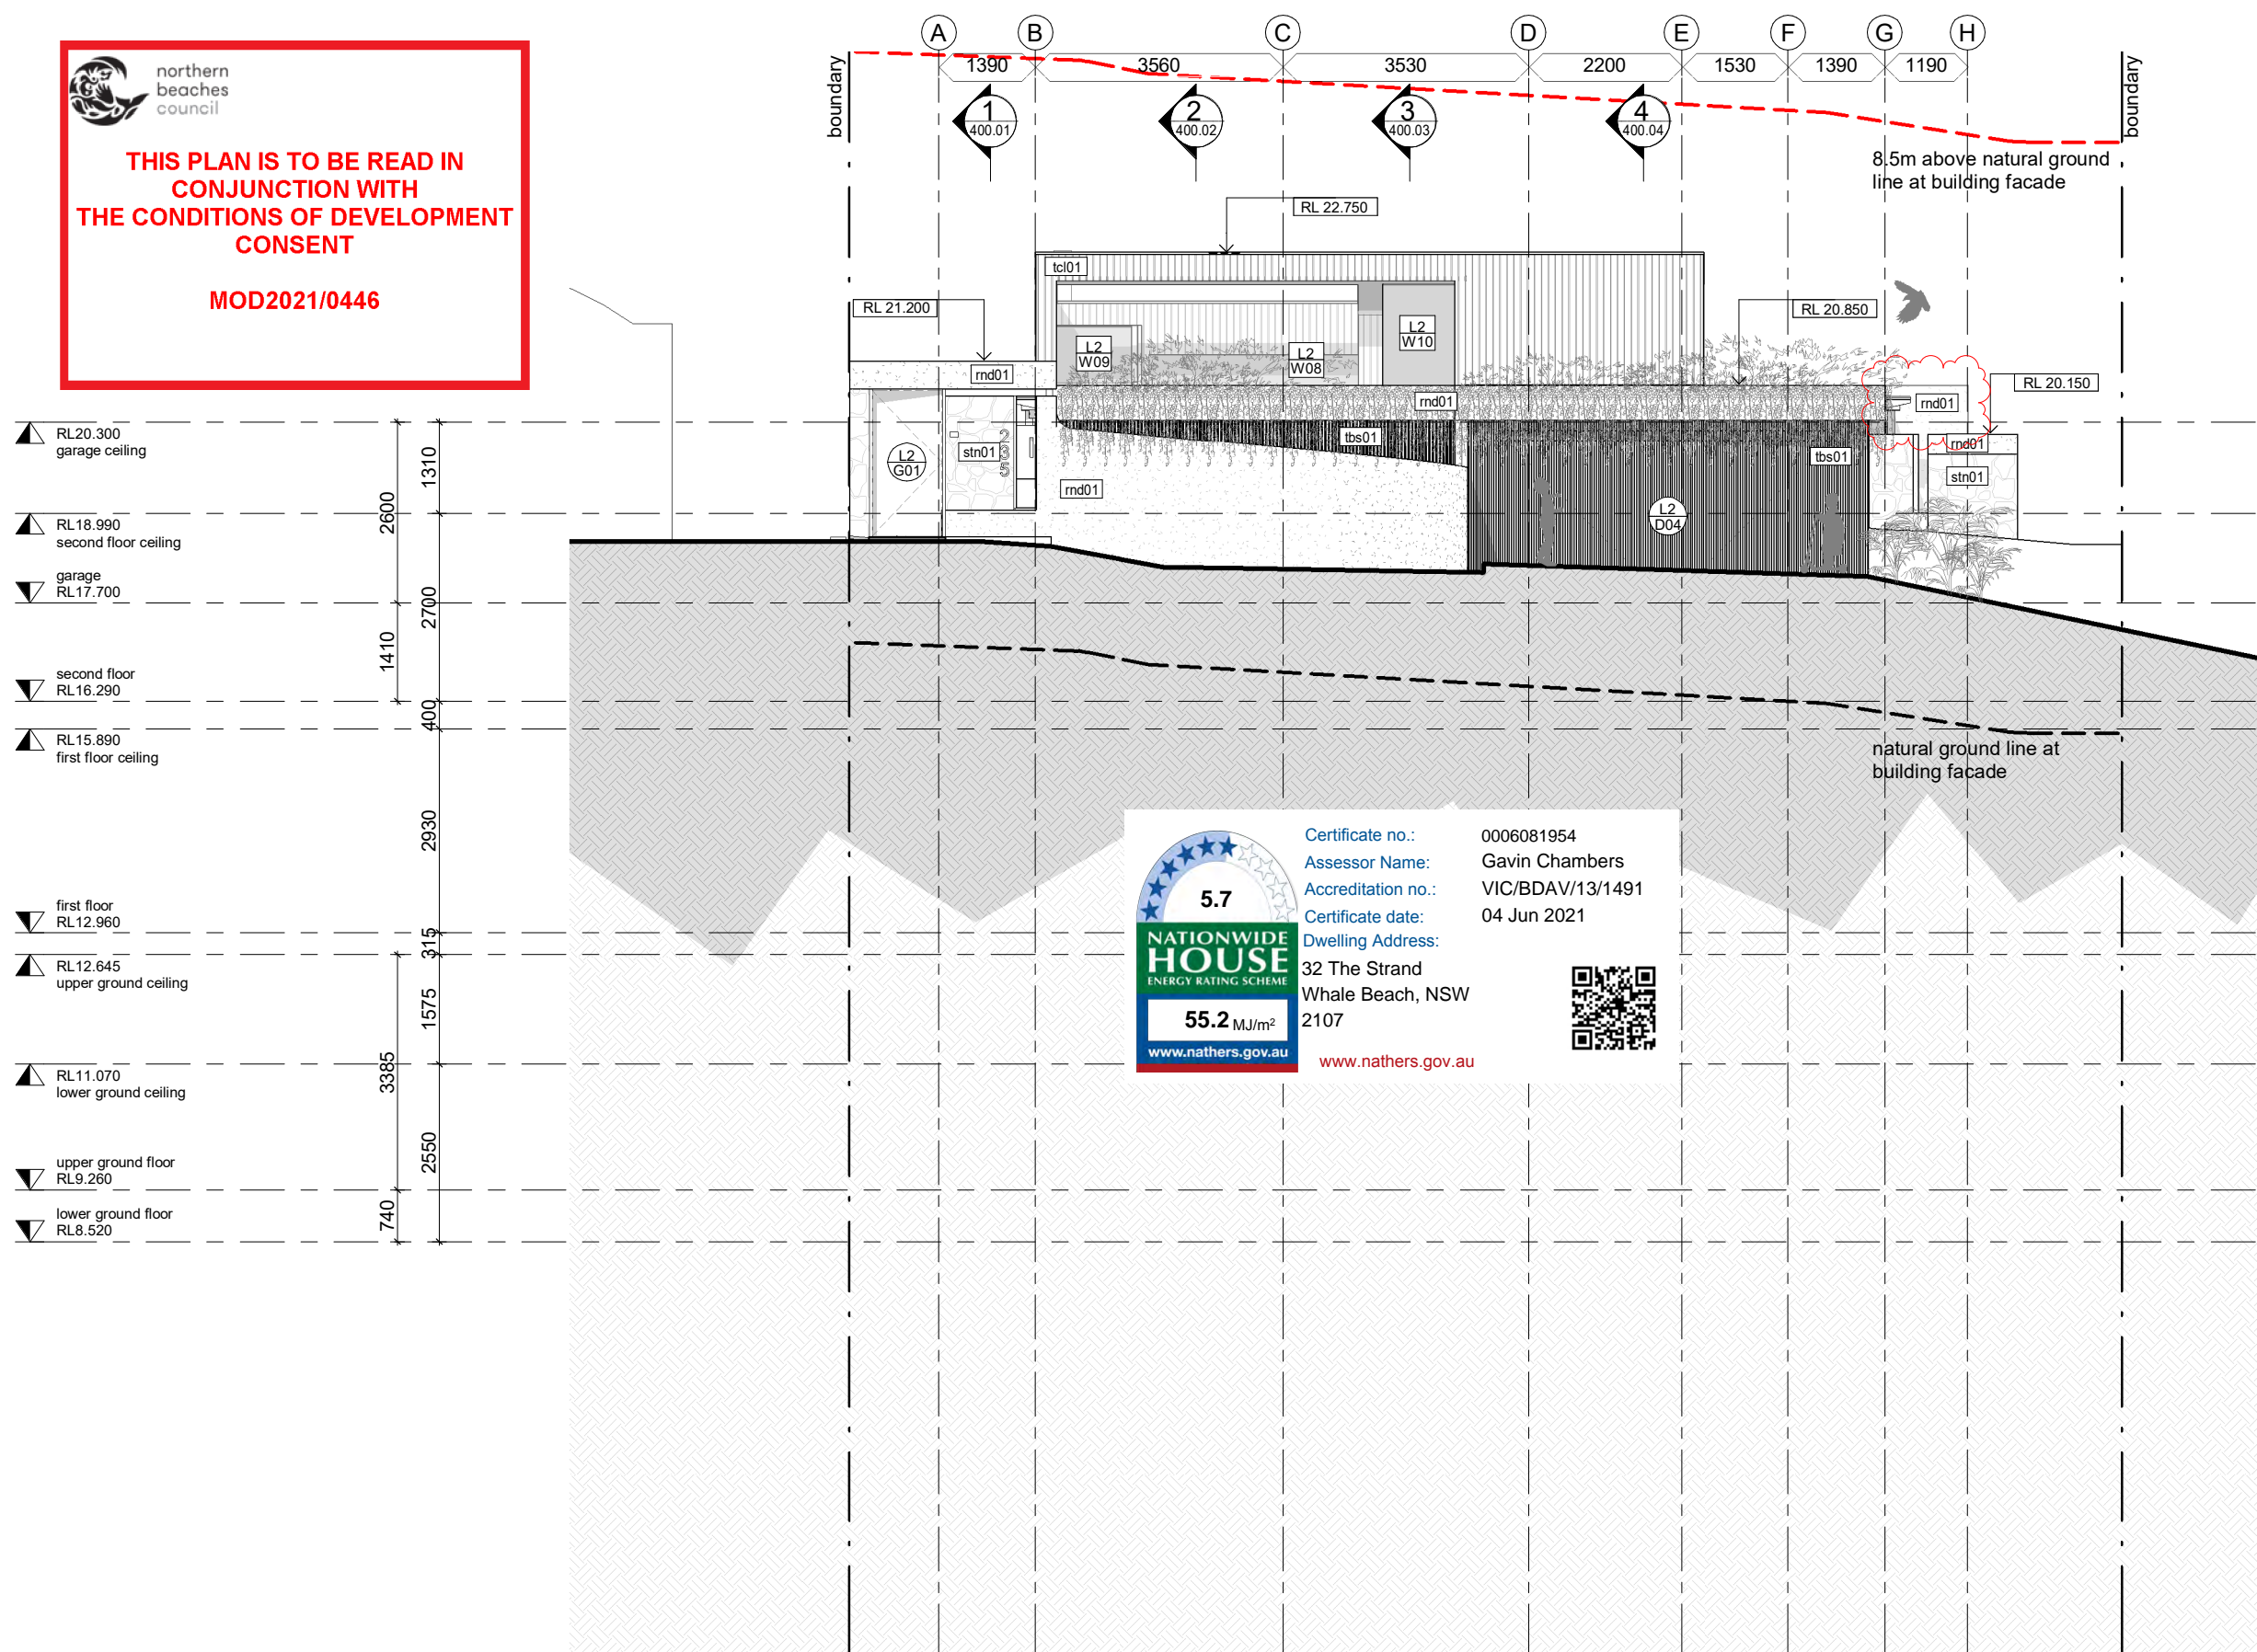 A B C D E F G H
1390 3560 3530 2200 1530 1390 1190
boundary
boundary
1
400.01
2
400.02
3
400.03
4
400.04
8.5m above natural ground
line at building facade
northern
beaches
council
THIS PLAN IS TO BE READ IN
CONJUNCTION WITH
THE CONDITIONS OF DEVELOPMENT
CONSENT
MOD2021/0446
RL 22.750
tcl01
RL 21.200
RL 20.850
RL 20.150
L2
W09
L2
W08
L2
W10
rnd01
rnd01
rnd01
rnd01
tbs01
tbs01
stn01
235
L2
G01
rnd01
L2
D04
stn01
RL20.300
garage ceiling
1310
2600
RL18.990
second floor ceiling
garage
RL17.700
2700
1410
second floor
RL16.290
400
RL15.890
first floor ceiling
natural ground line at
building facade
2930
first floor
RL12.960
315
RL12.645
upper ground ceiling
1575
3385
RL11.070
lower ground ceiling
2550
upper ground floor
RL9.260
740
lower ground floor
RL8.520
5.7
NATIONWIDE
HOUSE
ENERGY RATING SCHEME
55.2 MJ/m²
www.nathers.gov.au
Certificate no.: 0006081954
Assessor Name: Gavin Chambers
Accreditation no.: VIC/BDAV/13/1491
Certificate date: 04 Jun 2021
Dwelling Address:
32 The Strand
Whale Beach, NSW
2107
www.nathers.gov.au